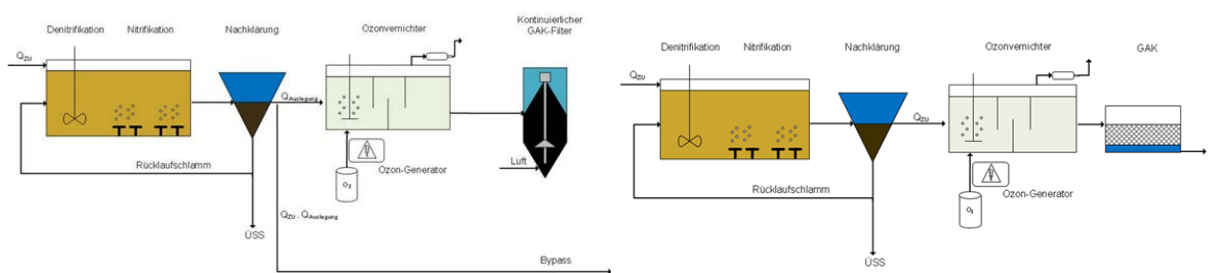 Denitrifikation Nitrifikation Nachklärung Ozonvernichter Kontinuierlicher
GAK-Filter
Qzu
QAuslegung
Rücklaufschlamm
O2
Ozon-Generator
Luft
Qzu - QAuslegung
ÜSS
Bypass
Denitrifikation Nitrifikation Nachklärung Ozonvernichter GAK
Qzu
Qzu
Rücklaufschlamm
Ozon-Generator
ÜSS